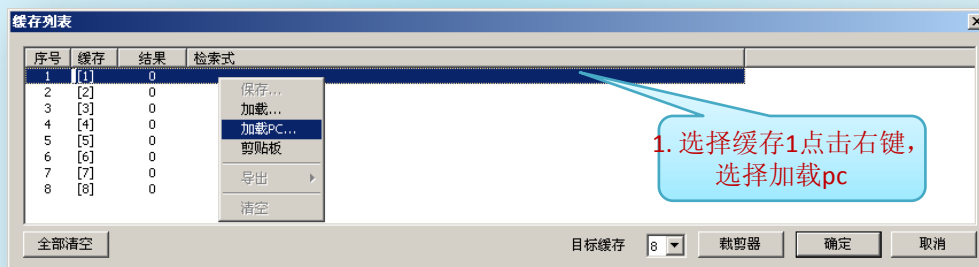 缓存列表
序号 缓存 结果 检索式
1 [1] 0
2 [2] 0
3 [3] 0
4 [4] 0
5 [5] 0
6 [6] 0
7 [7] 0
8 [8] 0
保存...
加载...
加载PC...
剪贴板
导出
清空
1. 选择缓存1点击右键，
选择加载pc
全部清空 目标缓存 8 裁剪器 确定 取消